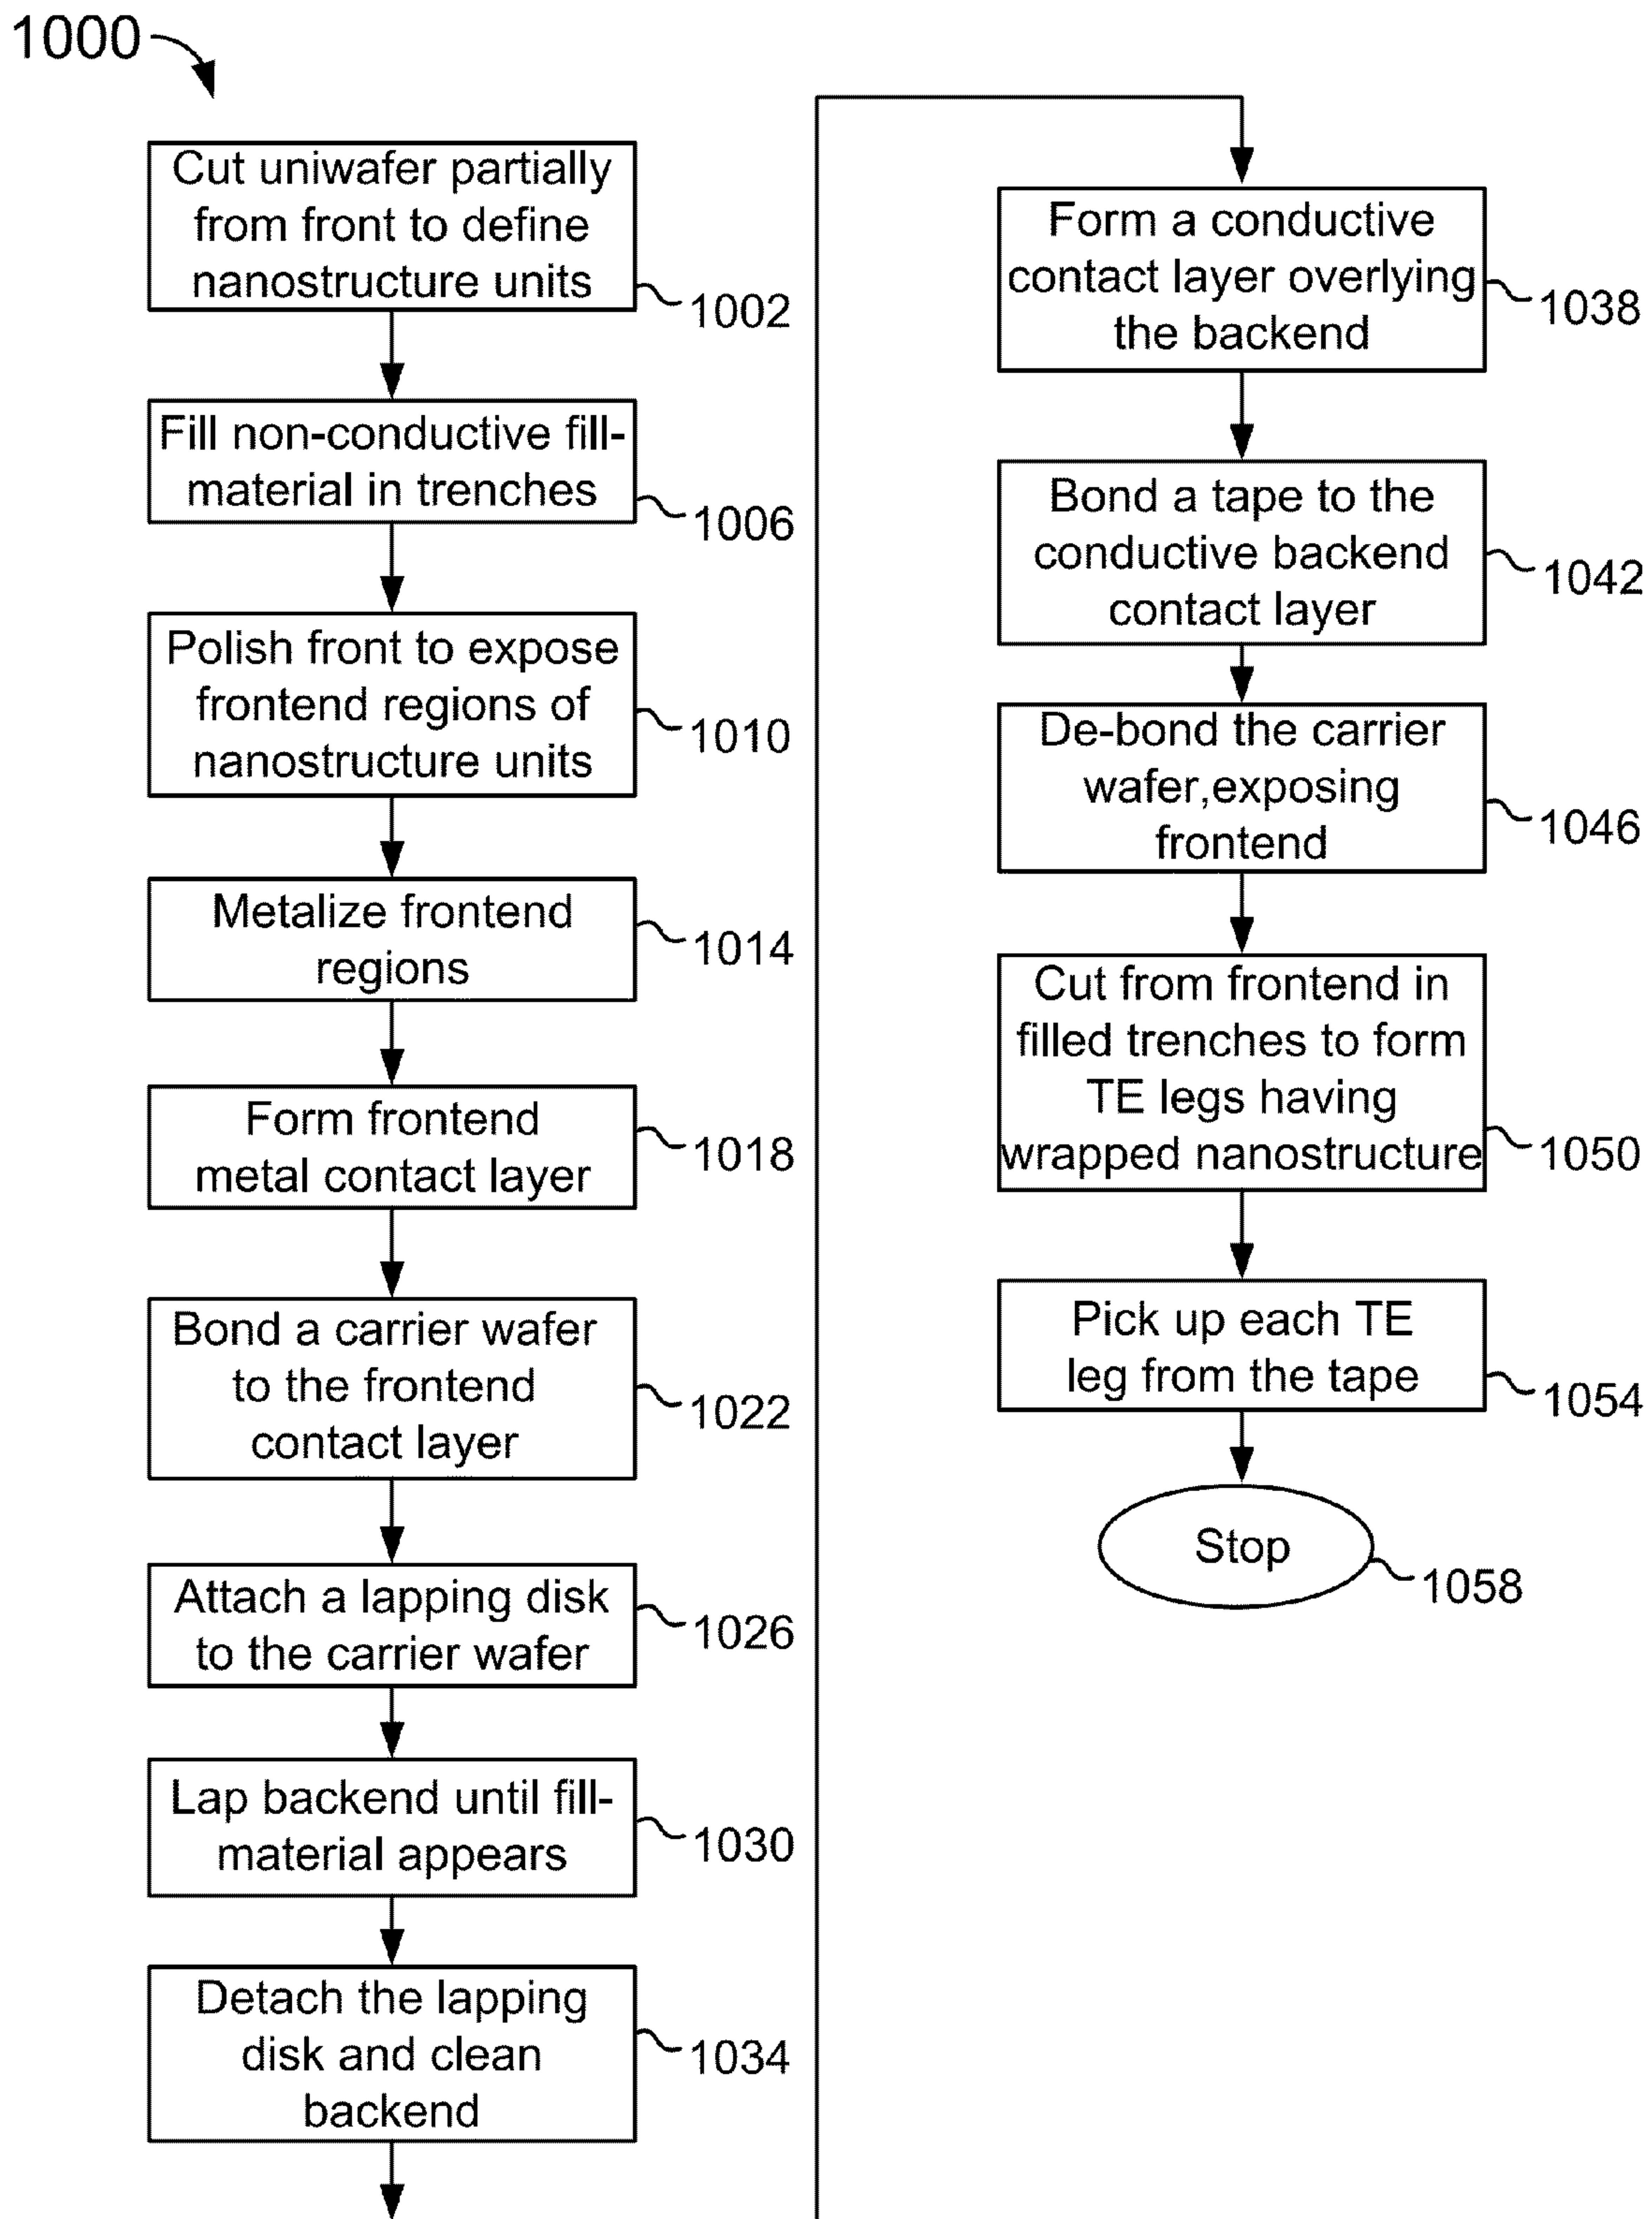 1000
Cut uniwafer partially
from front to define
nanostructure units
1002
Fill non-conductive fill-
material in trenches
1006
Polish front to expose
frontend regions of
nanostructure units
1010
Metalize frontend
regions
1014
Form frontend
metal contact layer
1018
Bond a carrier wafer
to the frontend
contact layer
1022
Attach a lapping disk
to the carrier wafer
1026
Lap backend until fill-
material appears
1030
Detach the lapping
disk and clean
backend
1034
Form a conductive
contact layer overlying
the backend
1038
Bond a tape to the
conductive backend
contact layer
1042
De-bond the carrier
wafer,exposing
frontend
1046
Cut from frontend in
filled trenches to form
TE legs having
wrapped nanostructure
1050
Pick up each TE
leg from the tape
1054
Stop
1058